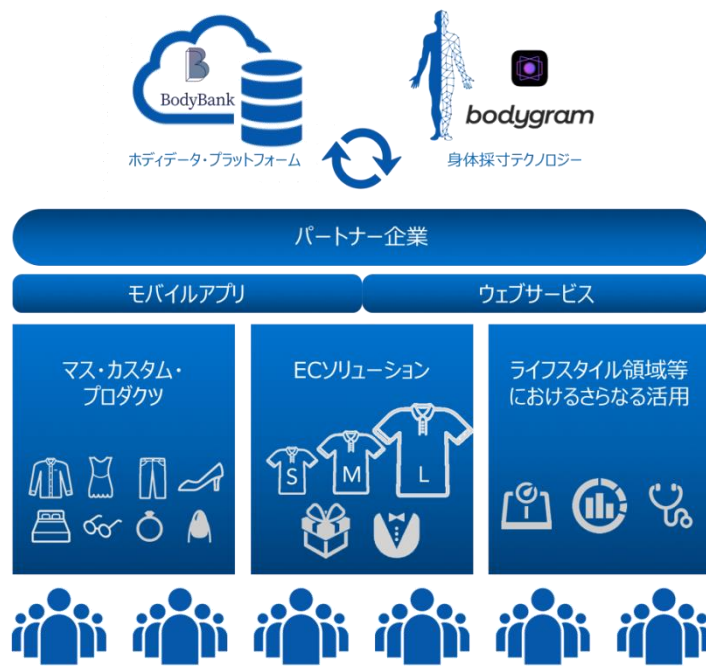 BodyBank
bodygram
ボディデータ・プラットフォーム
身体採寸テクノロジー
パートナー企業
モバイルアプリ
ウェブサービス
マス・カスタム・
プロダクツ
ECソリューション
S
M
L
ライフスタイル領域等
におけるさらなる活用